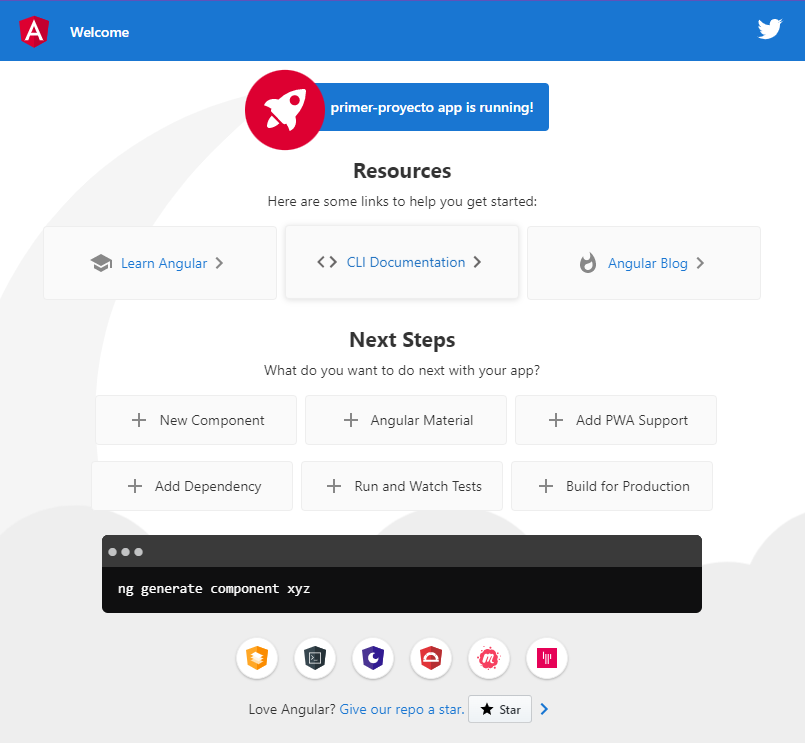 Welcome
primer-proyecto app is running!
Resources
Here are some links to help you get started:
Learn Angular
CLI Documentation
Angular Blog
Next Steps
What do you want to do next with your app?
New Component
Angular Material
Add PWA Support
Add Dependency
Run and Watch Tests
Build for Production
ng generate component xyz
Love Angular? Give our repo a star. Star